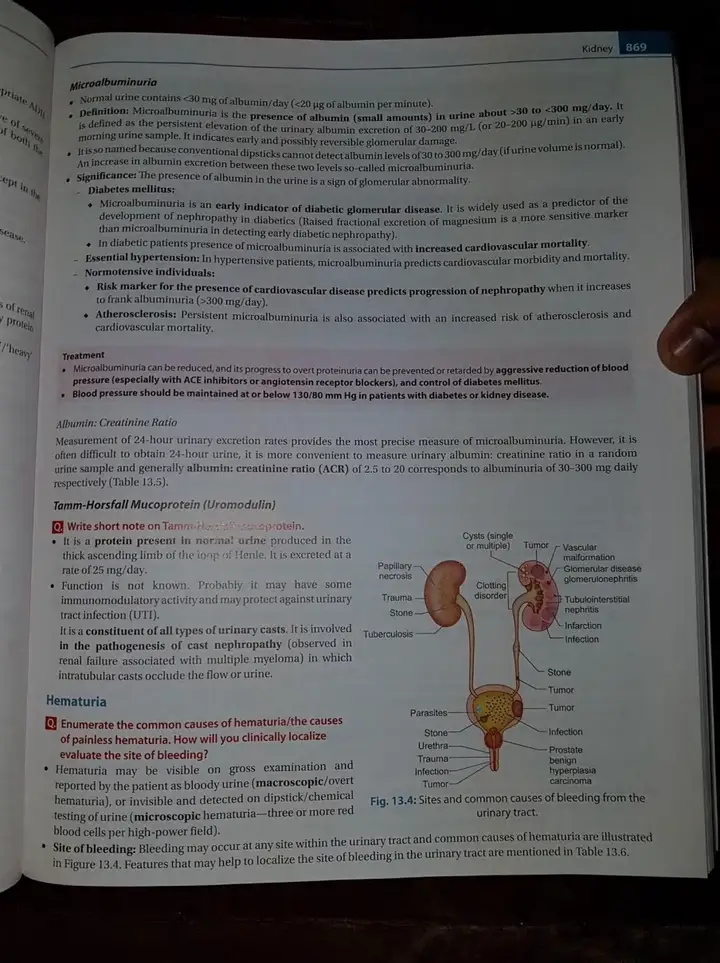 Kidney 869
priate ADH
e of severa
of both the
cept in the
sease.
s of renal
y protein
'/'heavy'
Microalbuminuria
• Normal urine contains <30 mg of albumin/day (<20 µg of albumin per minute).
• Definition: Microalbuminuria is the presence of albumin (small amounts) in urine about >30 to <300 mg/day. It
is defined as the persistent elevation of the urinary albumin excretion of 30–200 mg/L (or 20–200 µg/min) in an early
morning urine sample. It indicates early and possibly reversible glomerular damage.
• It is so named because conventional dipsticks cannot detect albumin levels of 30 to 300 mg/day (if urine volume is normal).
An increase in albumin excretion between these two levels so-called microalbuminuria.
• Significance: The presence of albumin in the urine is a sign of glomerular abnormality.
– Diabetes mellitus:
♦ Microalbuminuria is an early indicator of diabetic glomerular disease. It is widely used as a predictor of the
development of nephropathy in diabetics (Raised fractional excretion of magnesium is a more sensitive marker
than microalbuminuria in detecting early diabetic nephropathy).
♦ In diabetic patients presence of microalbuminuria is associated with increased cardiovascular mortality.
– Essential hypertension: In hypertensive patients, microalbuminuria predicts cardiovascular morbidity and mortality.
– Normotensive individuals:
♦ Risk marker for the presence of cardiovascular disease predicts progression of nephropathy when it increases
to frank albuminuria (>300 mg/day).
♦ Atherosclerosis: Persistent microalbuminuria is also associated with an increased risk of atherosclerosis and
cardiovascular mortality.
Treatment
• Microalbuminuria can be reduced, and its progress to overt proteinuria can be prevented or retarded by aggressive reduction of blood
pressure (especially with ACE inhibitors or angiotensin receptor blockers), and control of diabetes mellitus.
• Blood pressure should be maintained at or below 130/80 mm Hg in patients with diabetes or kidney disease.
Albumin: Creatinine Ratio
Measurement of 24-hour urinary excretion rates provides the most precise measure of microalbuminuria. However, it is
often difficult to obtain 24-hour urine, it is more convenient to measure urinary albumin: creatinine ratio in a random
urine sample and generally albumin: creatinine ratio (ACR) of 2.5 to 20 corresponds to albuminuria of 30–300 mg daily
respectively (Table 13.5).
Tamm-Horsfall Mucoprotein (Uromodulin)
Q. Write short note on Tamm-Horsfall mucoprotein.
• It is a protein present in normal urine produced in the
thick ascending limb of the loop of Henle. It is excreted at a
rate of 25 mg/day.
• Function is not known. Probably it may have some
immunomodulatory activity and may protect against urinary
tract infection (UTI).
It is a constituent of all types of urinary casts. It is involved
in the pathogenesis of cast nephropathy (observed in
renal failure associated with multiple myeloma) in which
intratubular casts occlude the flow or urine.
Hematuria
Q. Enumerate the common causes of hematuria/the causes
of painless hematuria. How will you clinically localize
evaluate the site of bleeding?
• Hematuria may be visible on gross examination and
reported by the patient as bloody urine (macroscopic/overt
hematuria), or invisible and detected on dipstick/chemical
testing of urine (microscopic hematuria—three or more red
blood cells per high-power field).
Cysts (single
or multiple)
Tumor
Vascular
malformation
Glomerular disease
glomerulonephritis
Papillary
necrosis
Clotting
disorder
Trauma
Stone
Tuberculosis
Tubulointerstitial
nephritis
Infarction
Infection
Stone
Tumor
Tumor
Parasites
Stone
Urethra
Trauma
Infection
Tumor
Infection
Prostate
benign
hyperplasia
carcinoma
Fig. 13.4: Sites and common causes of bleeding from the
urinary tract.
• Site of bleeding: Bleeding may occur at any site within the urinary tract and common causes of hematuria are illustrated
in Figure 13.4. Features that may help to localize the site of bleeding in the urinary tract are mentioned in Table 13.6.